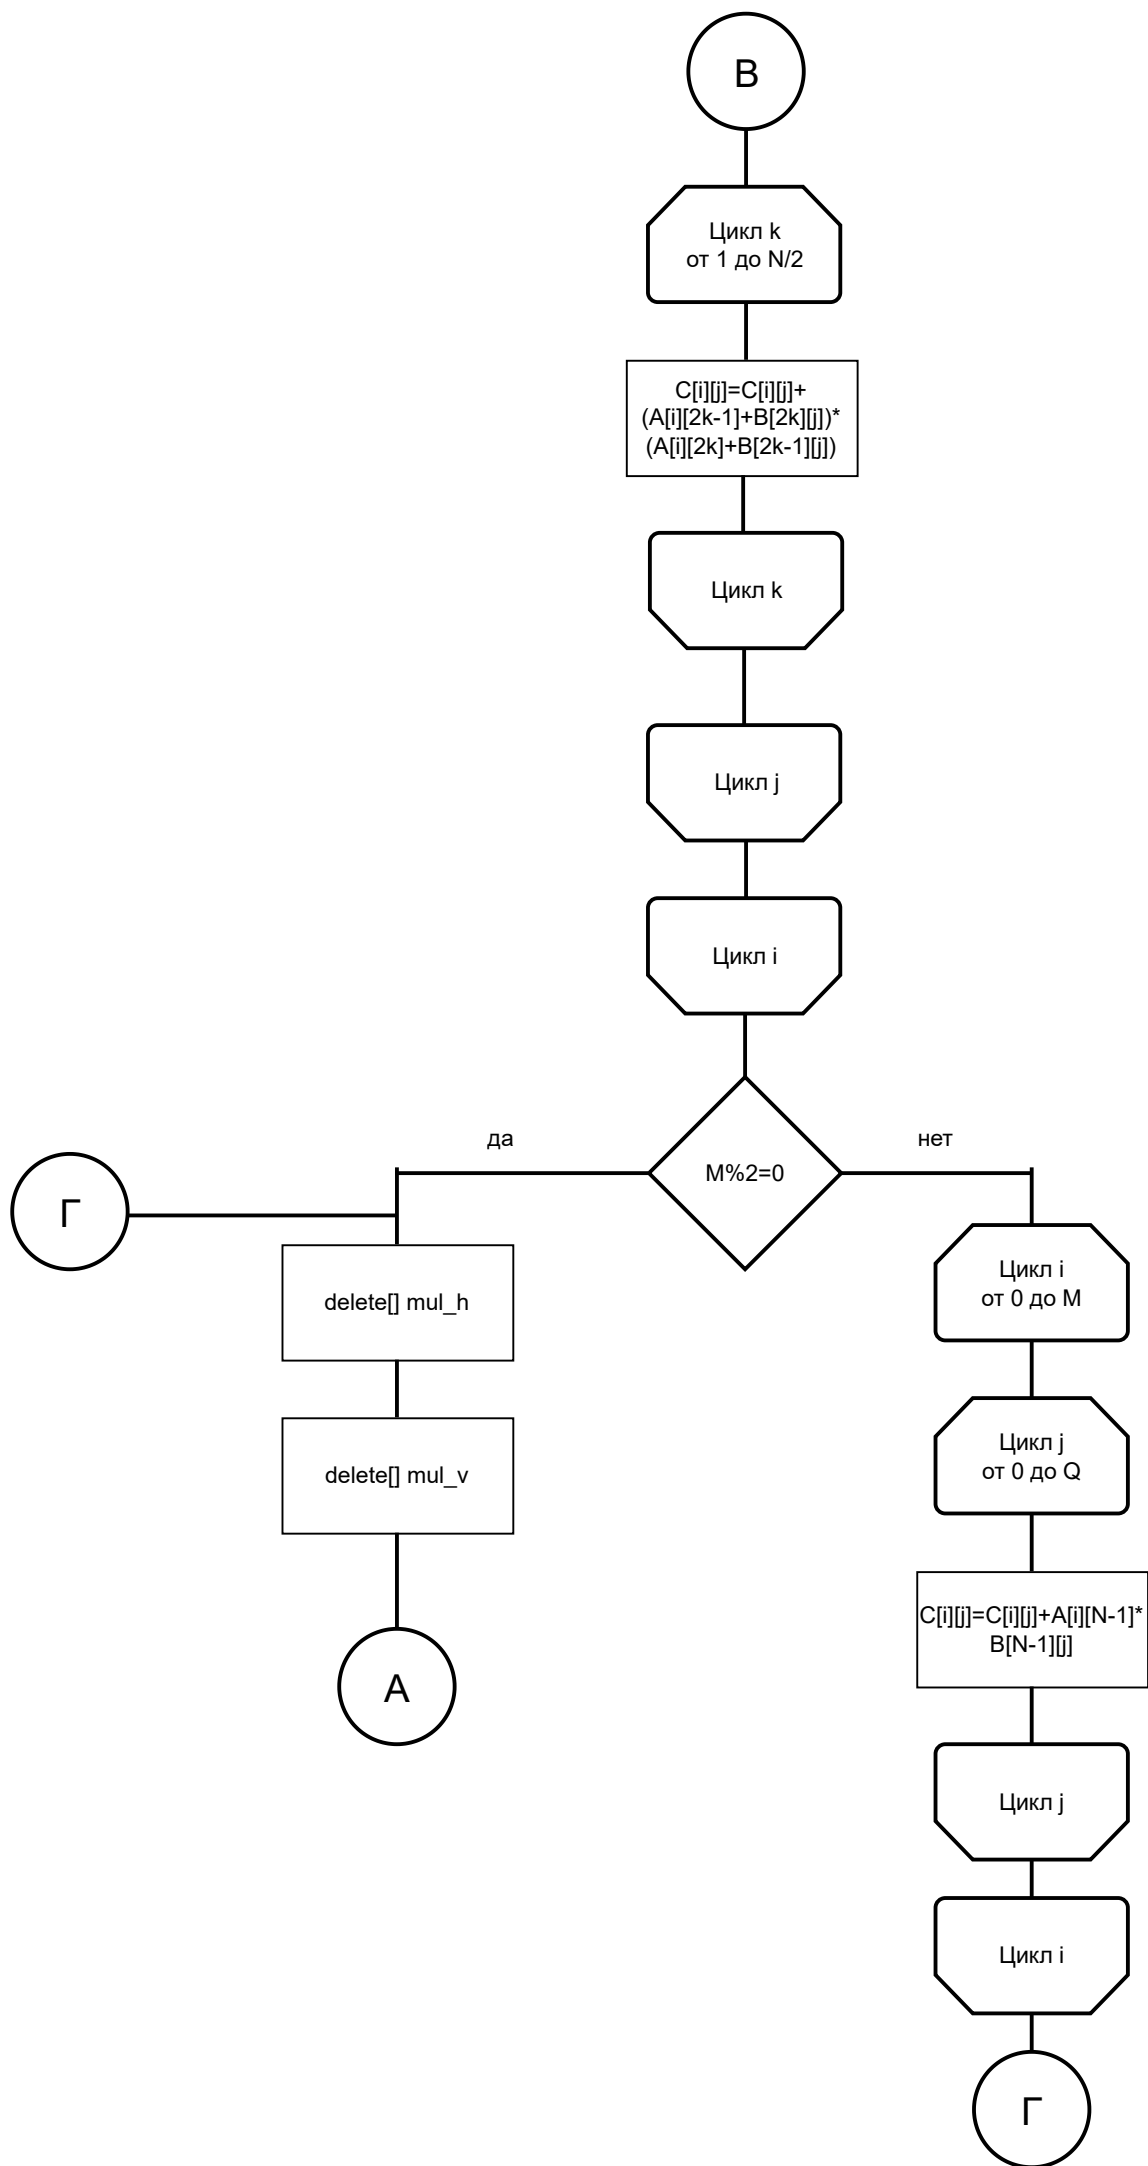 В
Цикл k
от 1 до N/2
C[i][j]=C[i][j]+
(A[i][2k-1]+B[2k][j])*
(A[i][2k]+B[2k-1][j])
Цикл k
Цикл j
Цикл i
да
M%2=0
нет
Г
delete[] mul_h
delete[] mul_v
А
Цикл i
от 0 до M
Цикл j
от 0 до Q
C[i][j]=C[i][j]+A[i][N-1]*
B[N-1][j]
Цикл j
Цикл i
Г